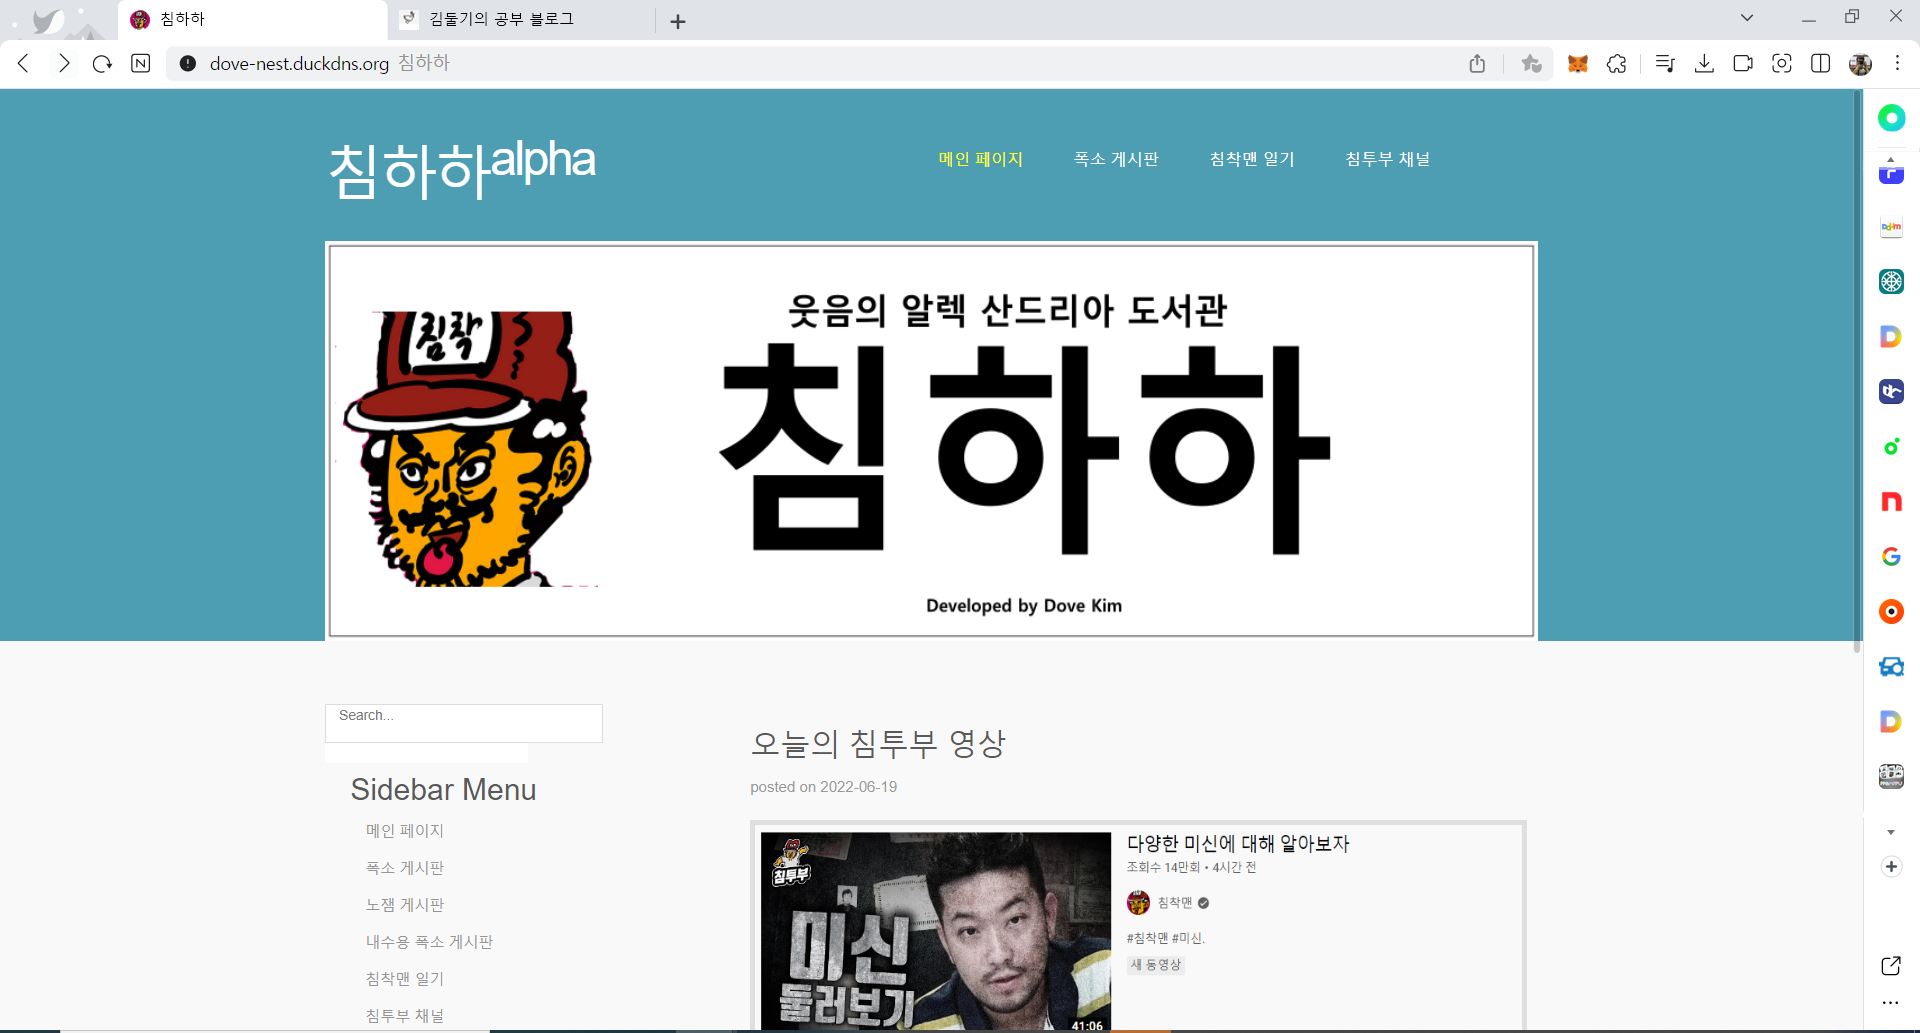 침하하
김둘기의 공부 블로그
dove-nest.duckdns.org 침하하
침하하alpha
메인 페이지
폭소 게시판
침착맨 일기
침투부 채널
침착
웃음의 알렉 산드리아 도서관
침하하
Developed by Dove Kim
Search...
Sidebar Menu
메인 페이지
폭소 게시판
노잼 게시판
내수용 폭소 게시판
침착맨 일기
침투부 채널
오늘의 침투부 영상
posted on 2022-06-19
침투부
미신
둘러보기
41:06
다양한 미신에 대해 알아보자
조회수 14만회 • 4시간 전
침착맨
#침착맨 #미신.
새 동영상